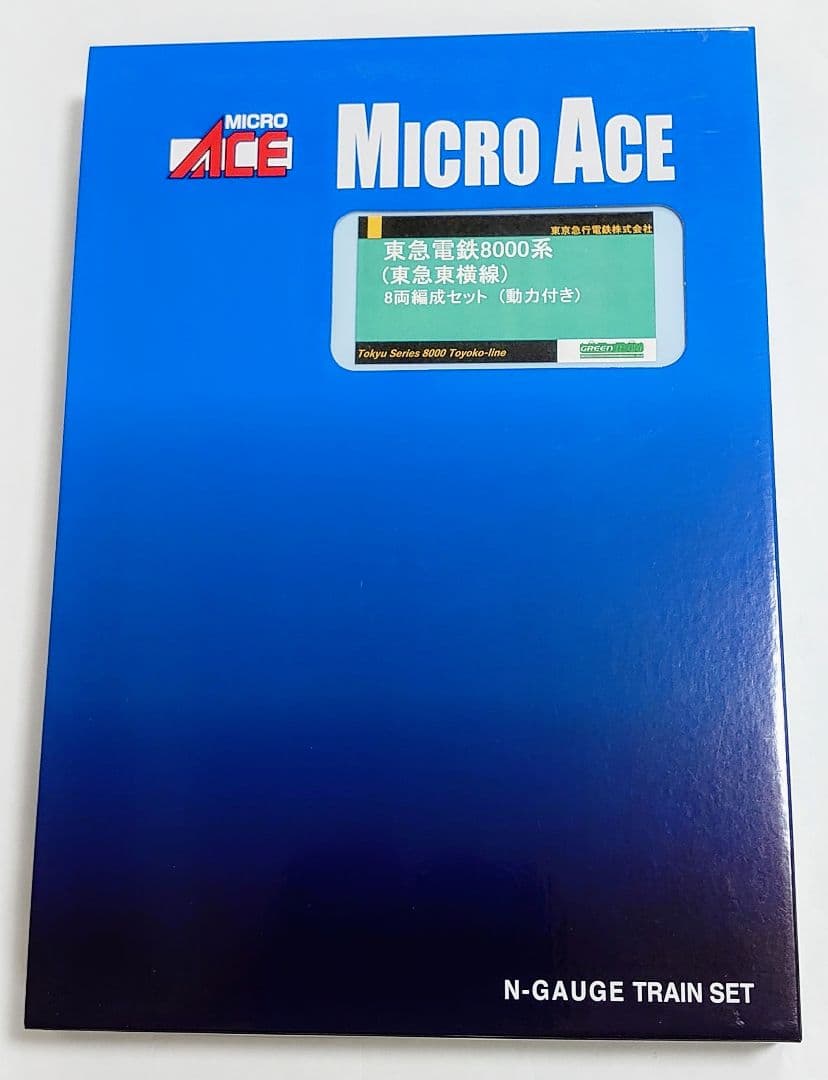 MICRO
ACE
MICRO ACE
東京急行電鉄株式会社
東急電鉄8000系
(東急東横線)
8両編成セット (動力付き)
Tokyu Series 8000 Toyoko-line
GREEN
N-GAUGE TRAIN SET